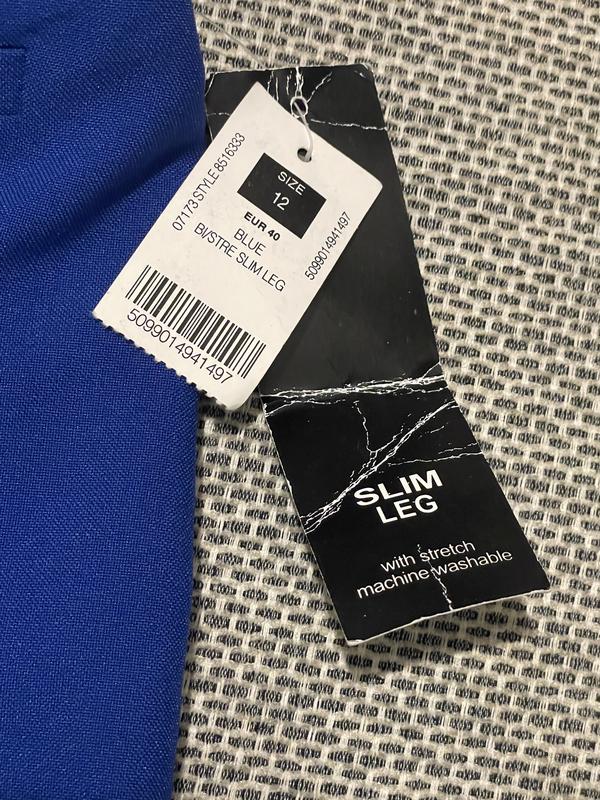 07173 STYLE 8516333
SIZE
12
EUR 40
BLUE
BI/STRE SLIM LEG
5099014941497
5099014941497
SLIM
LEG
with stretch
machine washable